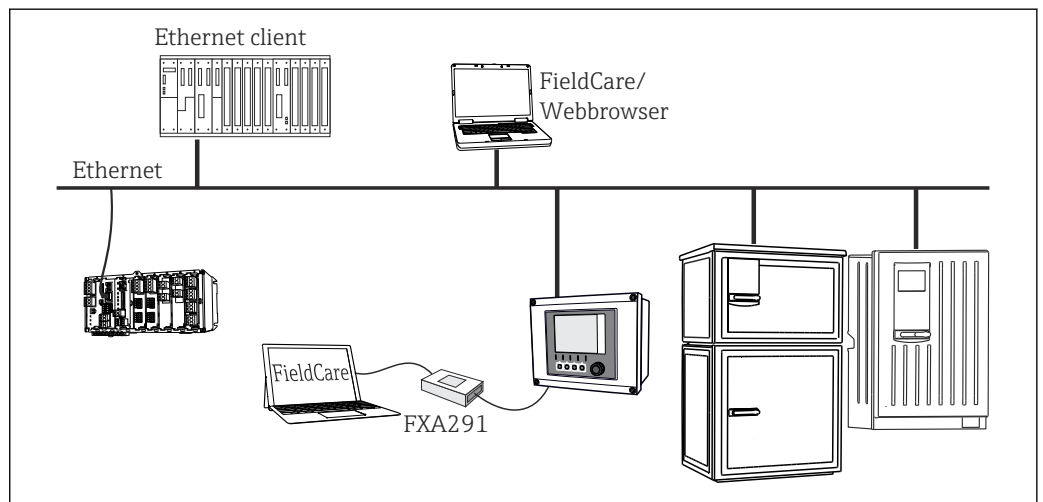 Ethernet client
FieldCare/
Webbrowser
Ethernet
FieldCare
FXA291